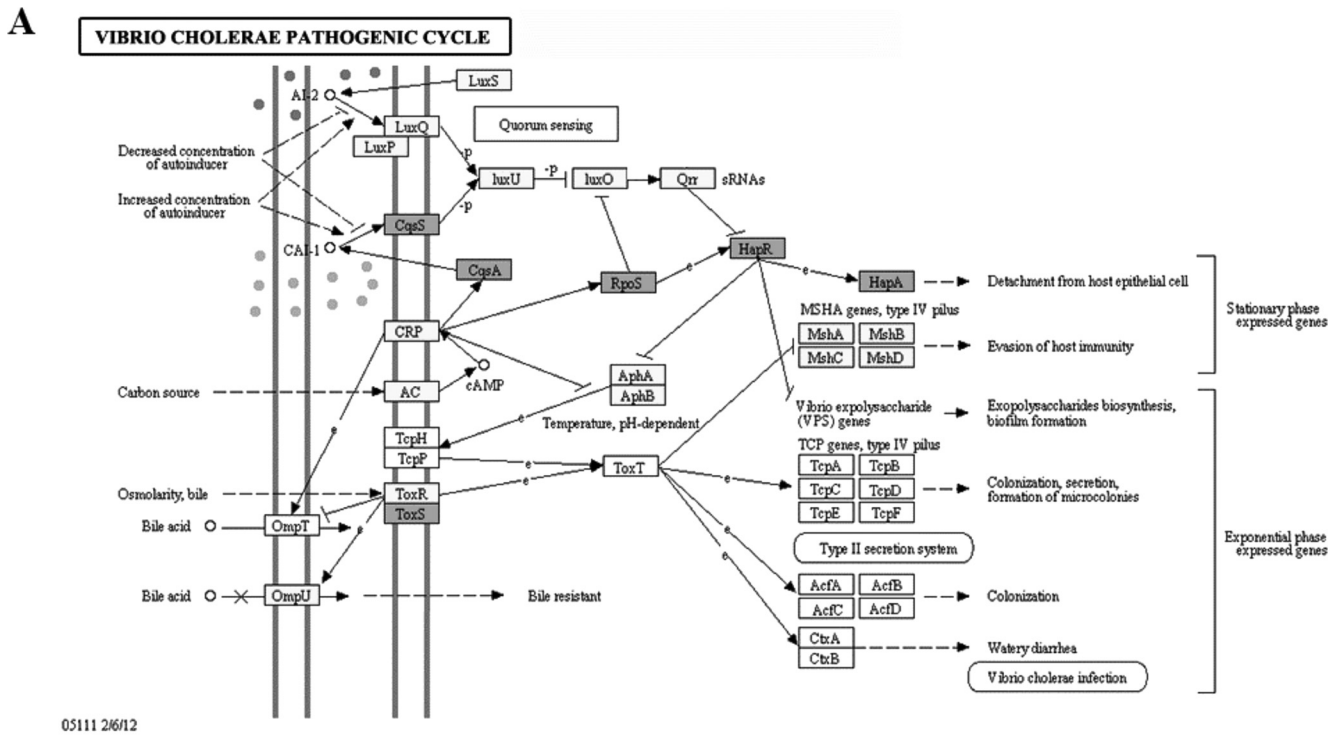 A
VIBRIO CHOLERAE PATHOGENIC CYCLE
LuxS
AI-2
LuxQ
LuxP
Quorum sensing
Decreased concentration
of autoinducer
-p
luxU
-p
luxO
Qrr
sRNAs
Increased concentration
of autoinducer
-p
CqsS
CAI-1
CqsA
HapR
e
RpoS
e
HapA
Detachment from host epithelial cell
Stationary phase
expressed genes
MSHA genes, type IV pilus
CRP
MshA
MshB
MshC
MshD
Evasion of host immunity
cAMP
Carbon source
AC
AphA
AphB
Vibrio expolysaccharide
(VPS) genes
Exopolysaccharides biosynthesis,
biofilm formation
e
Temperature, pH-dependent
e
TcpH
TcpP
e
ToxT
TCP genes, type IV pilus
TcpA
TcpB
TcpC
TcpD
TcpE
TcpF
e
Colonization, secretion,
formation of microcolonies
Osmolarity, bile
ToxR
ToxS
e
Bile acid
OmpT
e
e
Type II secretion system
Exponential phase
expressed genes
e
Bile acid
OmpU
Bile resistant
AcfA
AcfB
AcfC
AcfD
Colonization
CtxA
CtxB
Watery diarrhea
Vibrio cholerae infection
05111 2/6/12